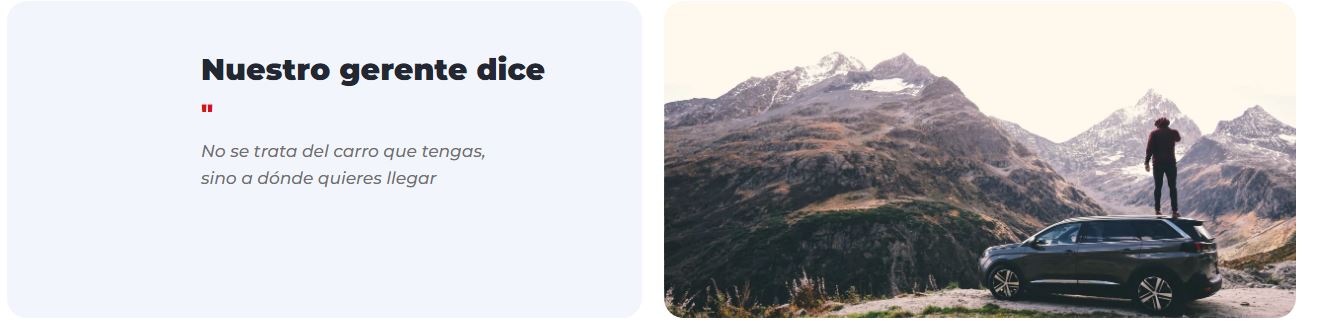 Nuestro gerente dice
"
No se trata del carro que tengas,
sino a dónde quieres llegar